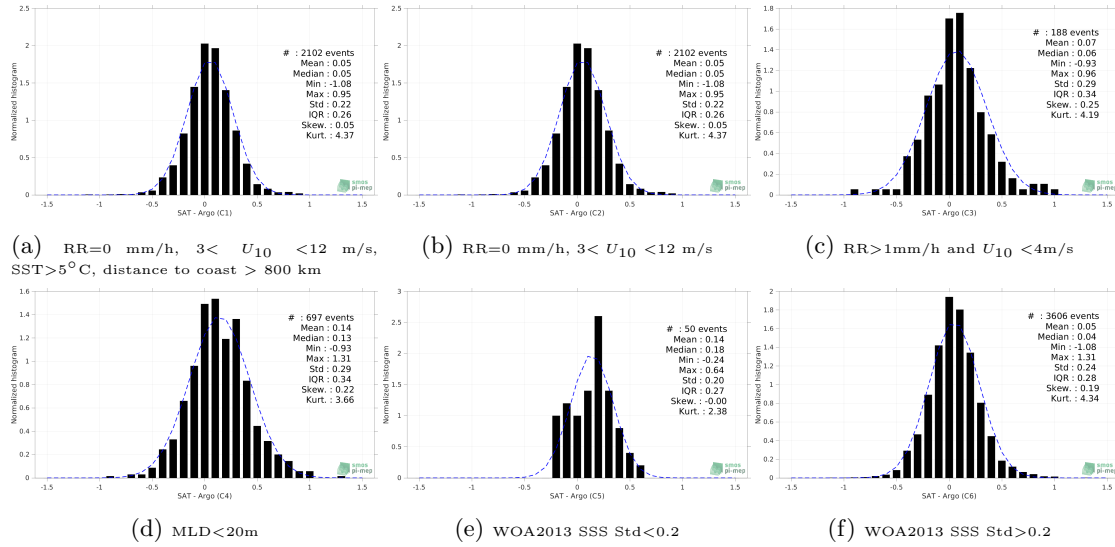 2.5
2
1.5
1
0.5
0
Normalized histogram
-1.5 -1 -0.5 0 0.5 1 1.5
SAT - Argo (C1)
# : 2102 events
Mean : 0.05
Median : 0.05
Min : -1.08
Max : 0.95
Std : 0.22
IQR : 0.26
Skew. : 0.05
Kurt. : 4.37
smos
pi-mep
(a) RR=0 mm/h, 3< U10 <12 m/s,
SST>5°C, distance to coast > 800 km
2.5
2
1.5
1
0.5
0
Normalized histogram
-1.5 -1 -0.5 0 0.5 1 1.5
SAT - Argo (C2)
# : 2102 events
Mean : 0.05
Median : 0.05
Min : -1.08
Max : 0.95
Std : 0.22
IQR : 0.26
Skew. : 0.05
Kurt. : 4.37
smos
pi-mep
(b) RR=0 mm/h, 3< U10 <12 m/s
1.8
1.6
1.4
1.2
1
0.8
0.6
0.4
0.2
0
Normalized histogram
-1.5 -1 -0.5 0 0.5 1 1.5
SAT - Argo (C3)
# : 188 events
Mean : 0.07
Median : 0.06
Min : -0.93
Max : 0.96
Std : 0.29
IQR : 0.34
Skew. : 0.25
Kurt. : 4.19
smos
pi-mep
(c) RR>1mm/h and U10 <4m/s
1.6
1.4
1.2
1
0.8
0.6
0.4
0.2
0
Normalized histogram
-1.5 -1 -0.5 0 0.5 1 1.5
SAT - Argo (C4)
# : 697 events
Mean : 0.14
Median : 0.13
Min : -0.93
Max : 1.31
Std : 0.29
IQR : 0.34
Skew. : 0.22
Kurt. : 3.66
smos
pi-mep
(d) MLD<20m
3
2.5
2
1.5
1
0.5
0
Normalized histogram
-1.5 -1 -0.5 0 0.5 1 1.5
SAT - Argo (C5)
# : 50 events
Mean : 0.14
Median : 0.18
Min : -0.24
Max : 0.64
Std : 0.20
IQR : 0.27
Skew. : -0.00
Kurt. : 2.38
smos
pi-mep
(e) WOA2013 SSS Std<0.2
2
1.8
1.6
1.4
1.2
1
0.8
0.6
0.4
0.2
0
Normalized histogram
-1.5 -1 -0.5 0 0.5 1 1.5
SAT - Argo (C6)
# : 3606 events
Mean : 0.05
Median : 0.04
Min : -1.08
Max : 1.31
Std : 0.24
IQR : 0.28
Skew. : 0.19
Kurt. : 4.34
smos
pi-mep
(f) WOA2013 SSS Std>0.2